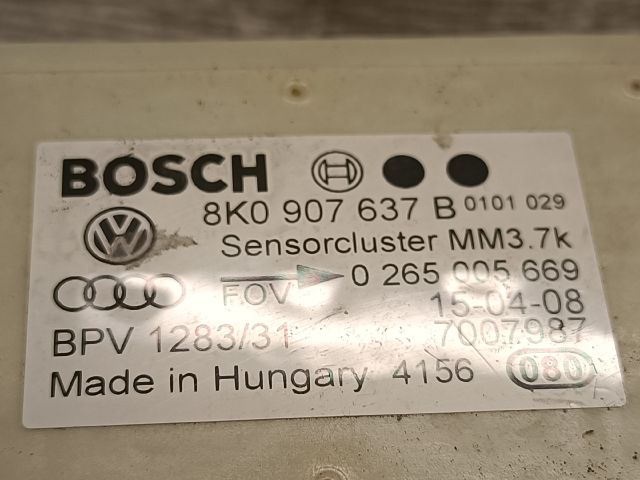 BOSCH
8K0 907 637 B 0101 029
Sensorcluster MM3.7k
FOV 0 265 005 669
15-04-08
BPV 1283/31 7007987
Made in Hungary 4156 080